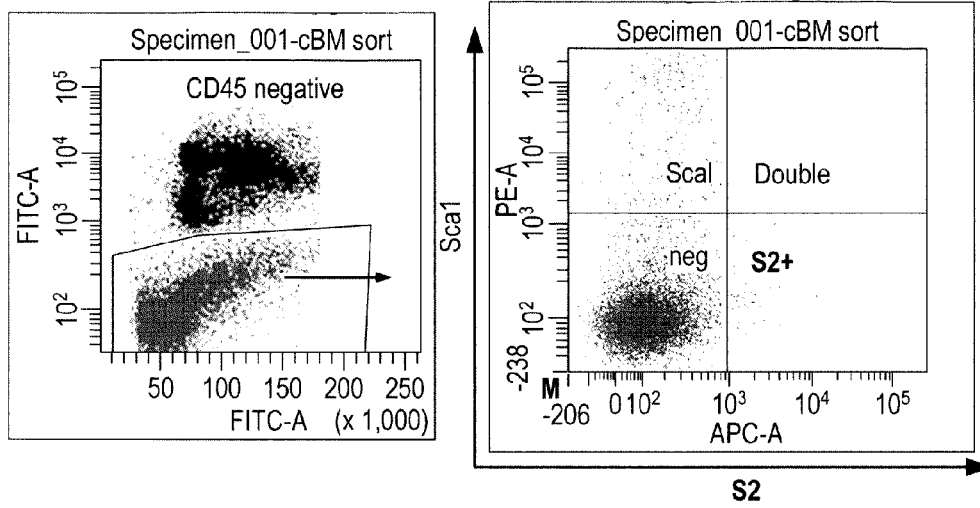 Specimen_001-cBM sort
CD45 negative
FITC-A
10^5
10^4
10^3
10^2
50 100 150 200 250
FITC-A (x 1,000)
Sca1
Specimen_001-cBM sort
PE-A
10^5
10^4
10^3
10^2
-238
Scal Double
neg S2+
M
-206 0 10^2 10^3 10^4 10^5
APC-A
S2